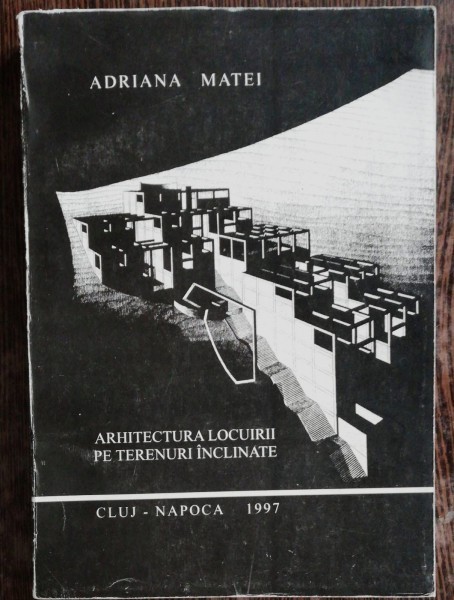 ADRIANA MATEI
ARHITECTURA LOCUIRII
PE TERENURI ÎNCLINATE
CLUJ - NAPOCA 1997